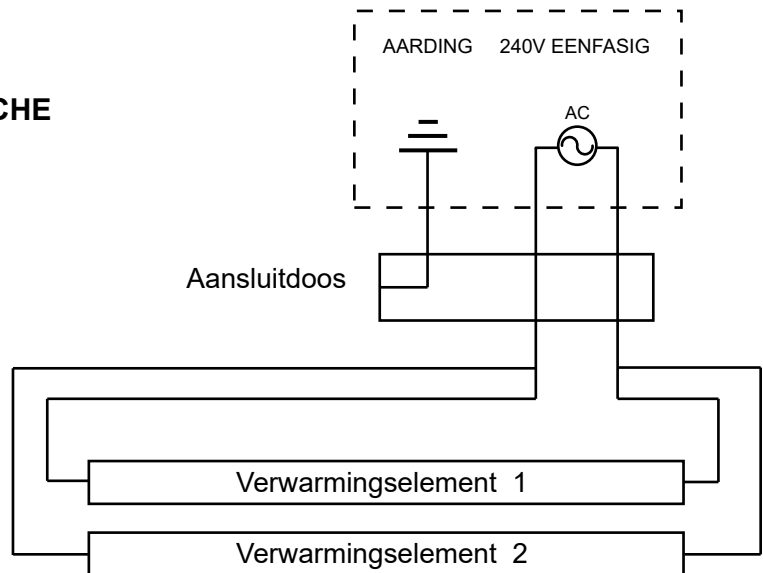 AARDING 240V EENFASIG
CHE
AC
Aansluitdoos
Verwarmingselement 1
Verwarmingselement 2